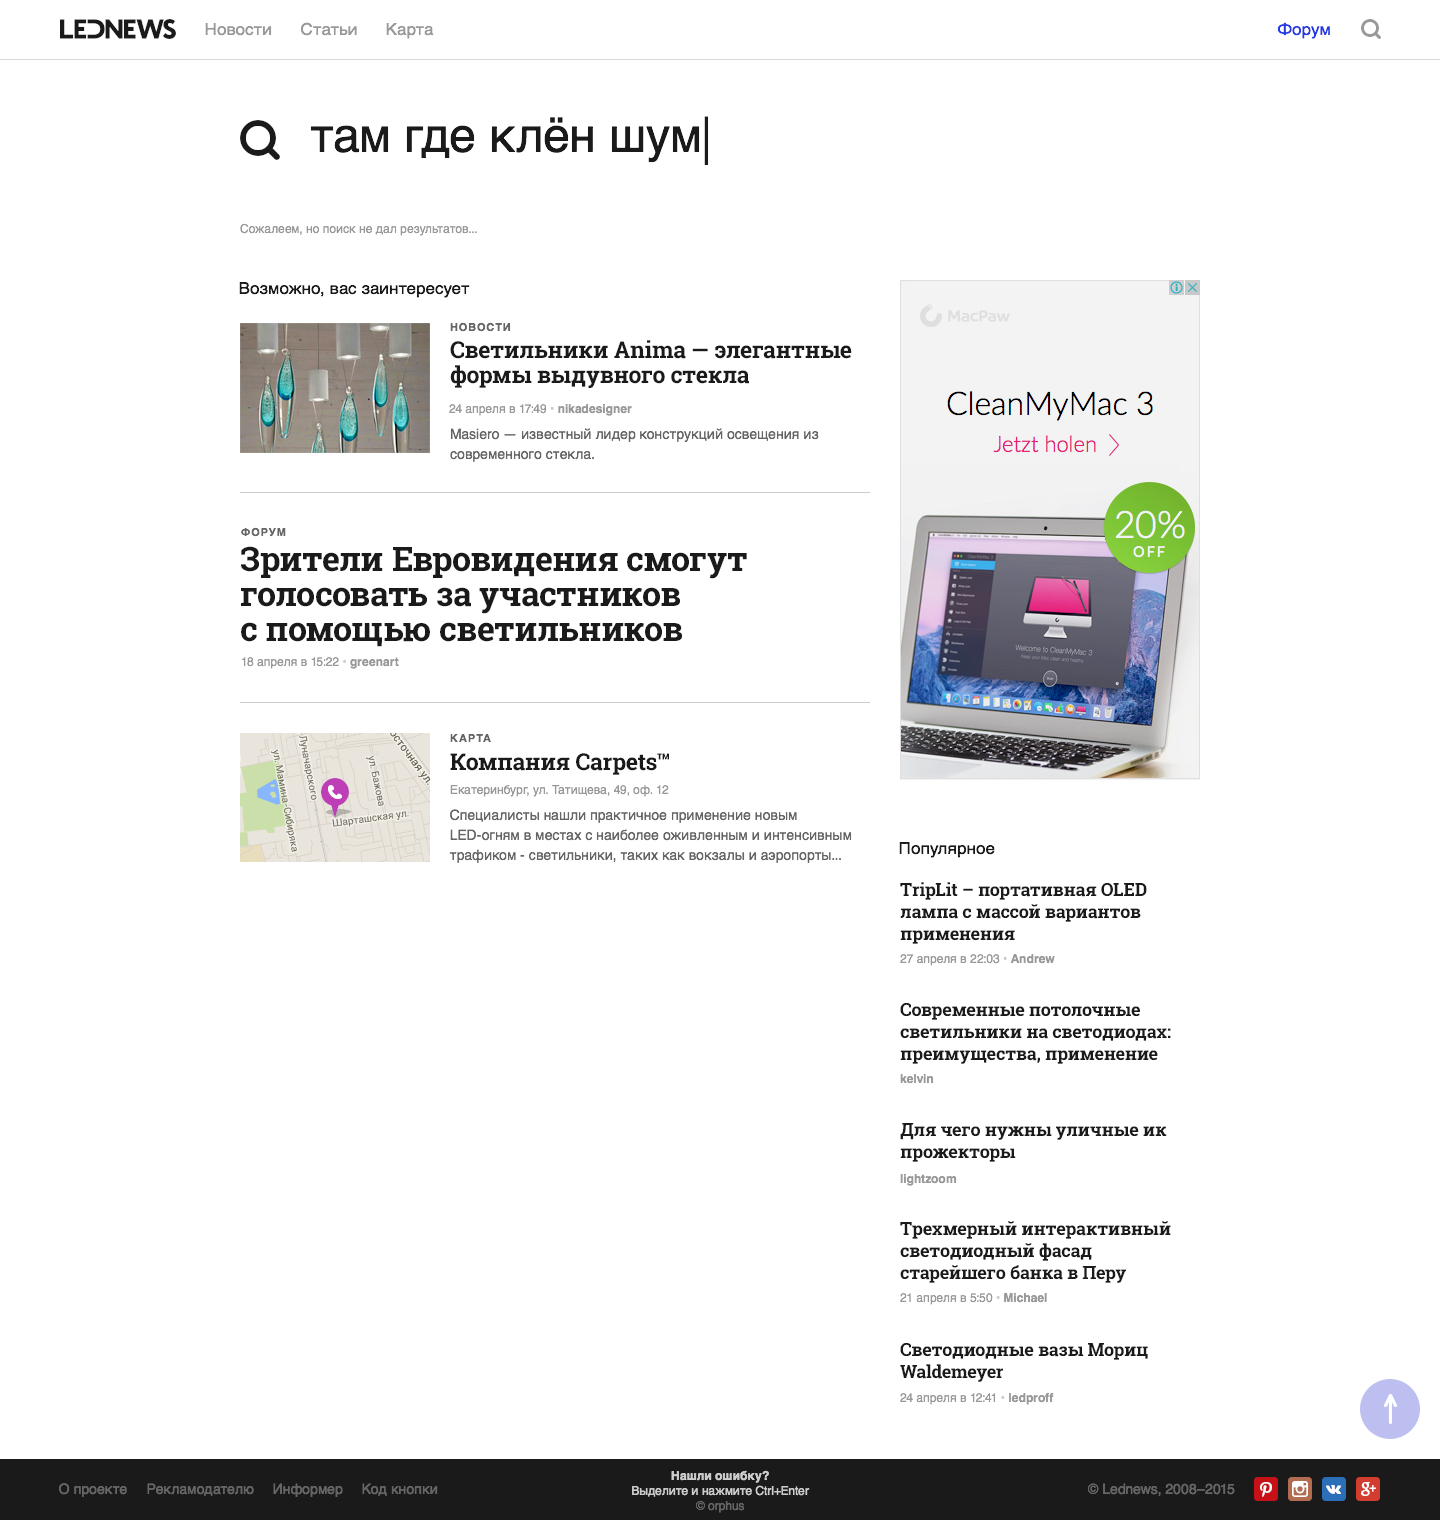 LEDNEWS Новости Статьи Карта Форум
там где клён шум
Сожалеем, но поиск не дал результатов...
Возможно, вас заинтересует
НОВОСТИ
Светильники Anima — элегантные
формы выдувного стекла
24 апреля в 17:49 • nikadesigner
Masiero — известный лидер конструкций освещения из
современного стекла.
ФОРУМ
Зрители Евровидения смогут
голосовать за участников
с помощью светильников
18 апреля в 15:22 • greenart
ул. Мамина-Сибиряка
Луначарского
ул. Бажова
Шарташская ул.
КАРТА
Компания Carpets™
Екатеринбург, ул. Татищева, 49, оф. 12
Специалисты нашли практичное применение новым
LED-огням в местах с наиболее оживленным и интенсивным
трафиком - светильники, таких как вокзалы и аэропорты...
MacPaw
CleanMyMac 3
Jetzt holen
20%
OFF
Welcome to CleanMyMac 3
Популярное
TripLit – портативная OLED
лампа с массой вариантов
применения
27 апреля в 22:03 • Andrew
Современные потолочные
светильники на светодиодах:
преимущества, применение
kelvin
Для чего нужны уличные ик
прожекторы
lightzoom
Трехмерный интерактивный
светодиодный фасад
старейшего банка в Перу
21 апреля в 5:50 • Michael
Светодиодные вазы Мориц
Waldemeyer
24 апреля в 12:41 • ledproff
О проекте Рекламодателю Информер Код кнопки
Нашли ошибку?
Выделите и нажмите Ctrl+Enter
© orphus
© Lednews, 2008–2015